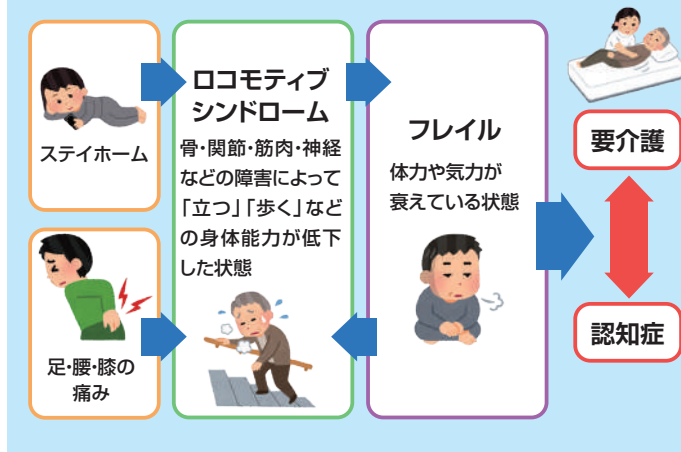 ステイホーム
足・腰・膝の
痛み
ロコモティブ
シンドローム
骨・関節・筋肉・神経
などの障害によって
「立つ」「歩く」など
の身体能力が低下
した状態
フレイル
体力や気力が
衰えている状態
要介護
認知症